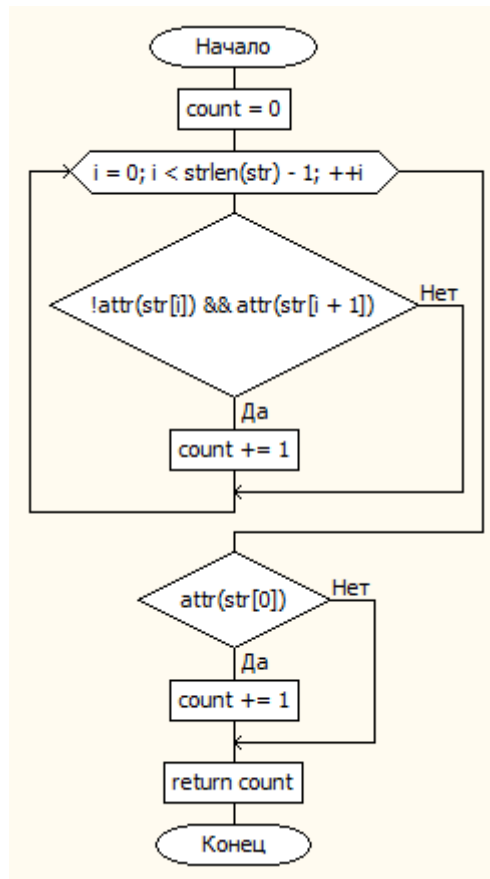 Начало
count = 0
i = 0; i < strlen(str) - 1; ++i
!attr(str[i]) && attr(str[i + 1])
Нет
Да
count += 1
attr(str[0])
Нет
Да
count += 1
return count
Конец